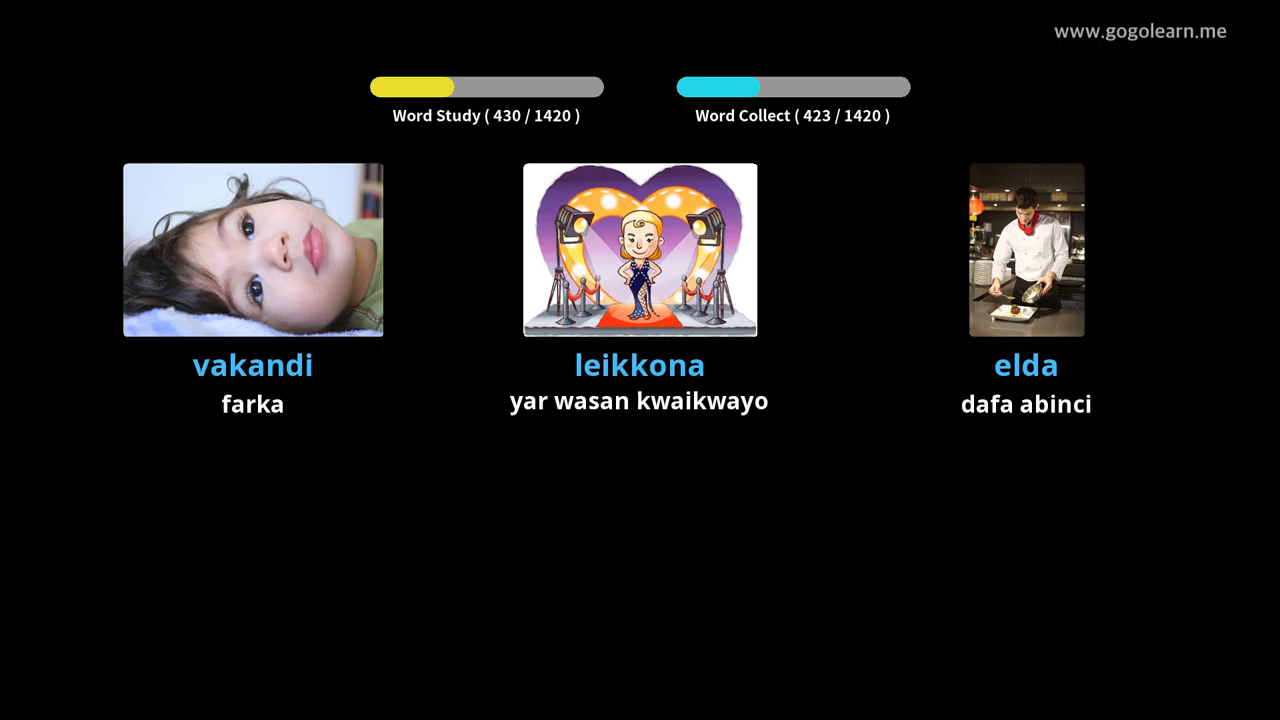 www.gogolearn.me
Word Study ( 430 / 1420 )
Word Collect ( 423 / 1420 )
vakandi
leikkona
elda
farka
yar wasan kwaikwayo
dafa abinci